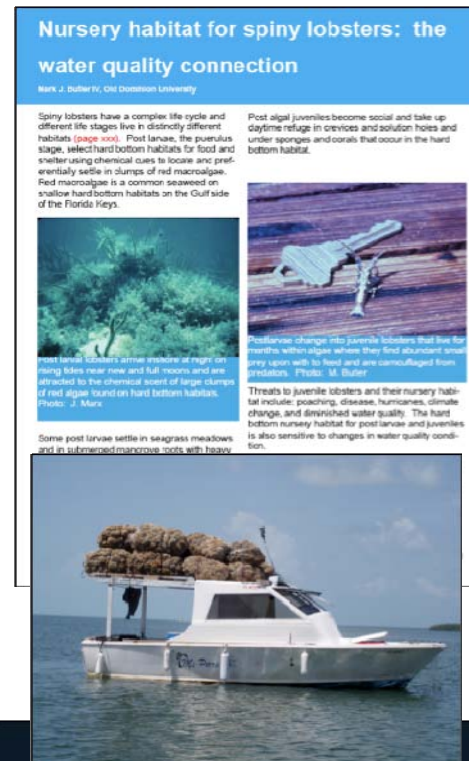 Nursery habitat for spiny lobsters: the
water quality connection
Mark J. Butler IV, Old Dominion University
Spiny lobsters have a complex life cycle and
different life stages live in distinctly different
habitats (page xxx). Post larvae, the puerulus
stage, select hard bottom habitats for food and
shelter using chemical cues to locate and pref-
erentially settle in clumps of red macroalgae.
Red macroalgae is a common seaweed on
shallow hard bottom habitats on the Gulf side
of the Florida Keys.
Post larval lobsters arrive inshore at night on
rising tides near new and full moons and are
attracted to the chemical scent of large clumps
of red algae found on hard bottom habitats.
Photo: J. Marx
Some post larvae settle in seagrass meadows
and in submerged mangrove roots with heavy
Post algal juveniles become social and take up
daytime refuge in crevices and solution holes and
under sponges and corals that occur in the hard
bottom habitat.
Postlarvae change into juvenile lobsters that live for
months within algae where they find abundant small
prey upon with to feed and are camouflaged from
predators. Photo: M. Butler
Threats to juvenile lobsters and their nursery habi-
tat include: poaching, disease, hurricanes, climate
change, and diminished water quality. The hard
bottom nursery habitat for post larvae and juveniles
is also sensitive to changes in water quality condi-
tion.